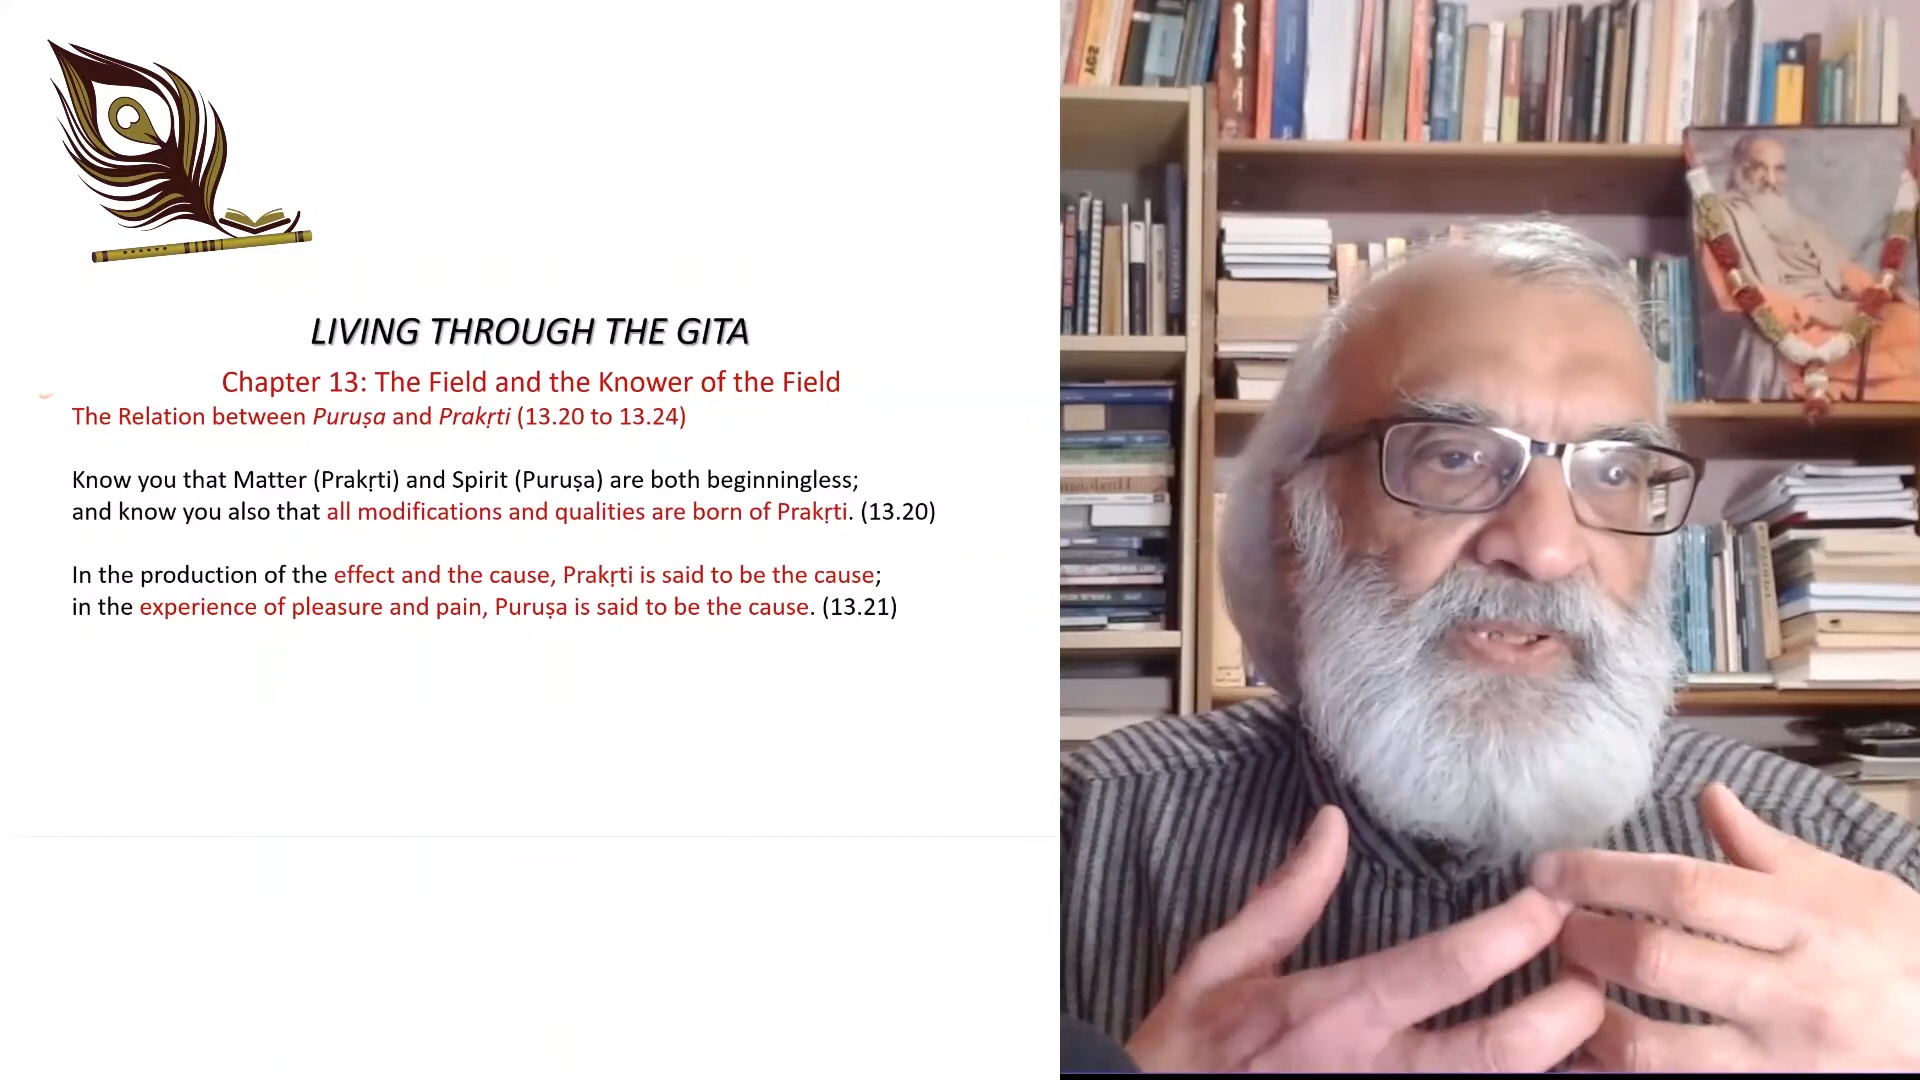 LIVING THROUGH THE GITA
Chapter 13: The Field and the Knower of the Field
The Relation between Puruṣa and Prakṛti (13.20 to 13.24)
Know you that Matter (Prakṛti) and Spirit (Puruṣa) are both beginningless;
and know you also that all modifications and qualities are born of Prakṛti. (13.20)
In the production of the effect and the cause, Prakṛti is said to be the cause;
in the experience of pleasure and pain, Puruṣa is said to be the cause. (13.21)